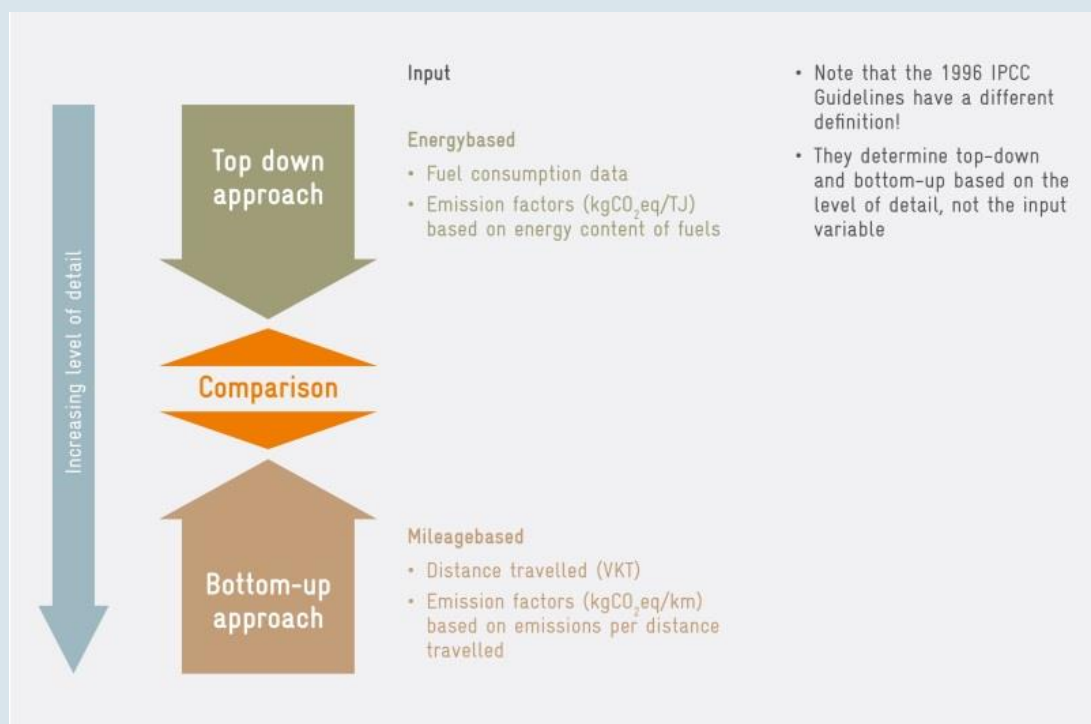 Input
Energybased
• Fuel consumption data
• Emission factors (kgCO₂eq/TJ)
based on energy content of fuels
• Note that the 1996 IPCC
Guidelines have a different
definition!
• They determine top-down
and bottom-up based on the
level of detail, not the input
variable
Top down
approach
Increasing level of detail
Comparison
Bottom-up
approach
Mileagebased
• Distance travelled (VKT)
• Emission factors (kgCO₂eq/km)
based on emissions per distance
travelled